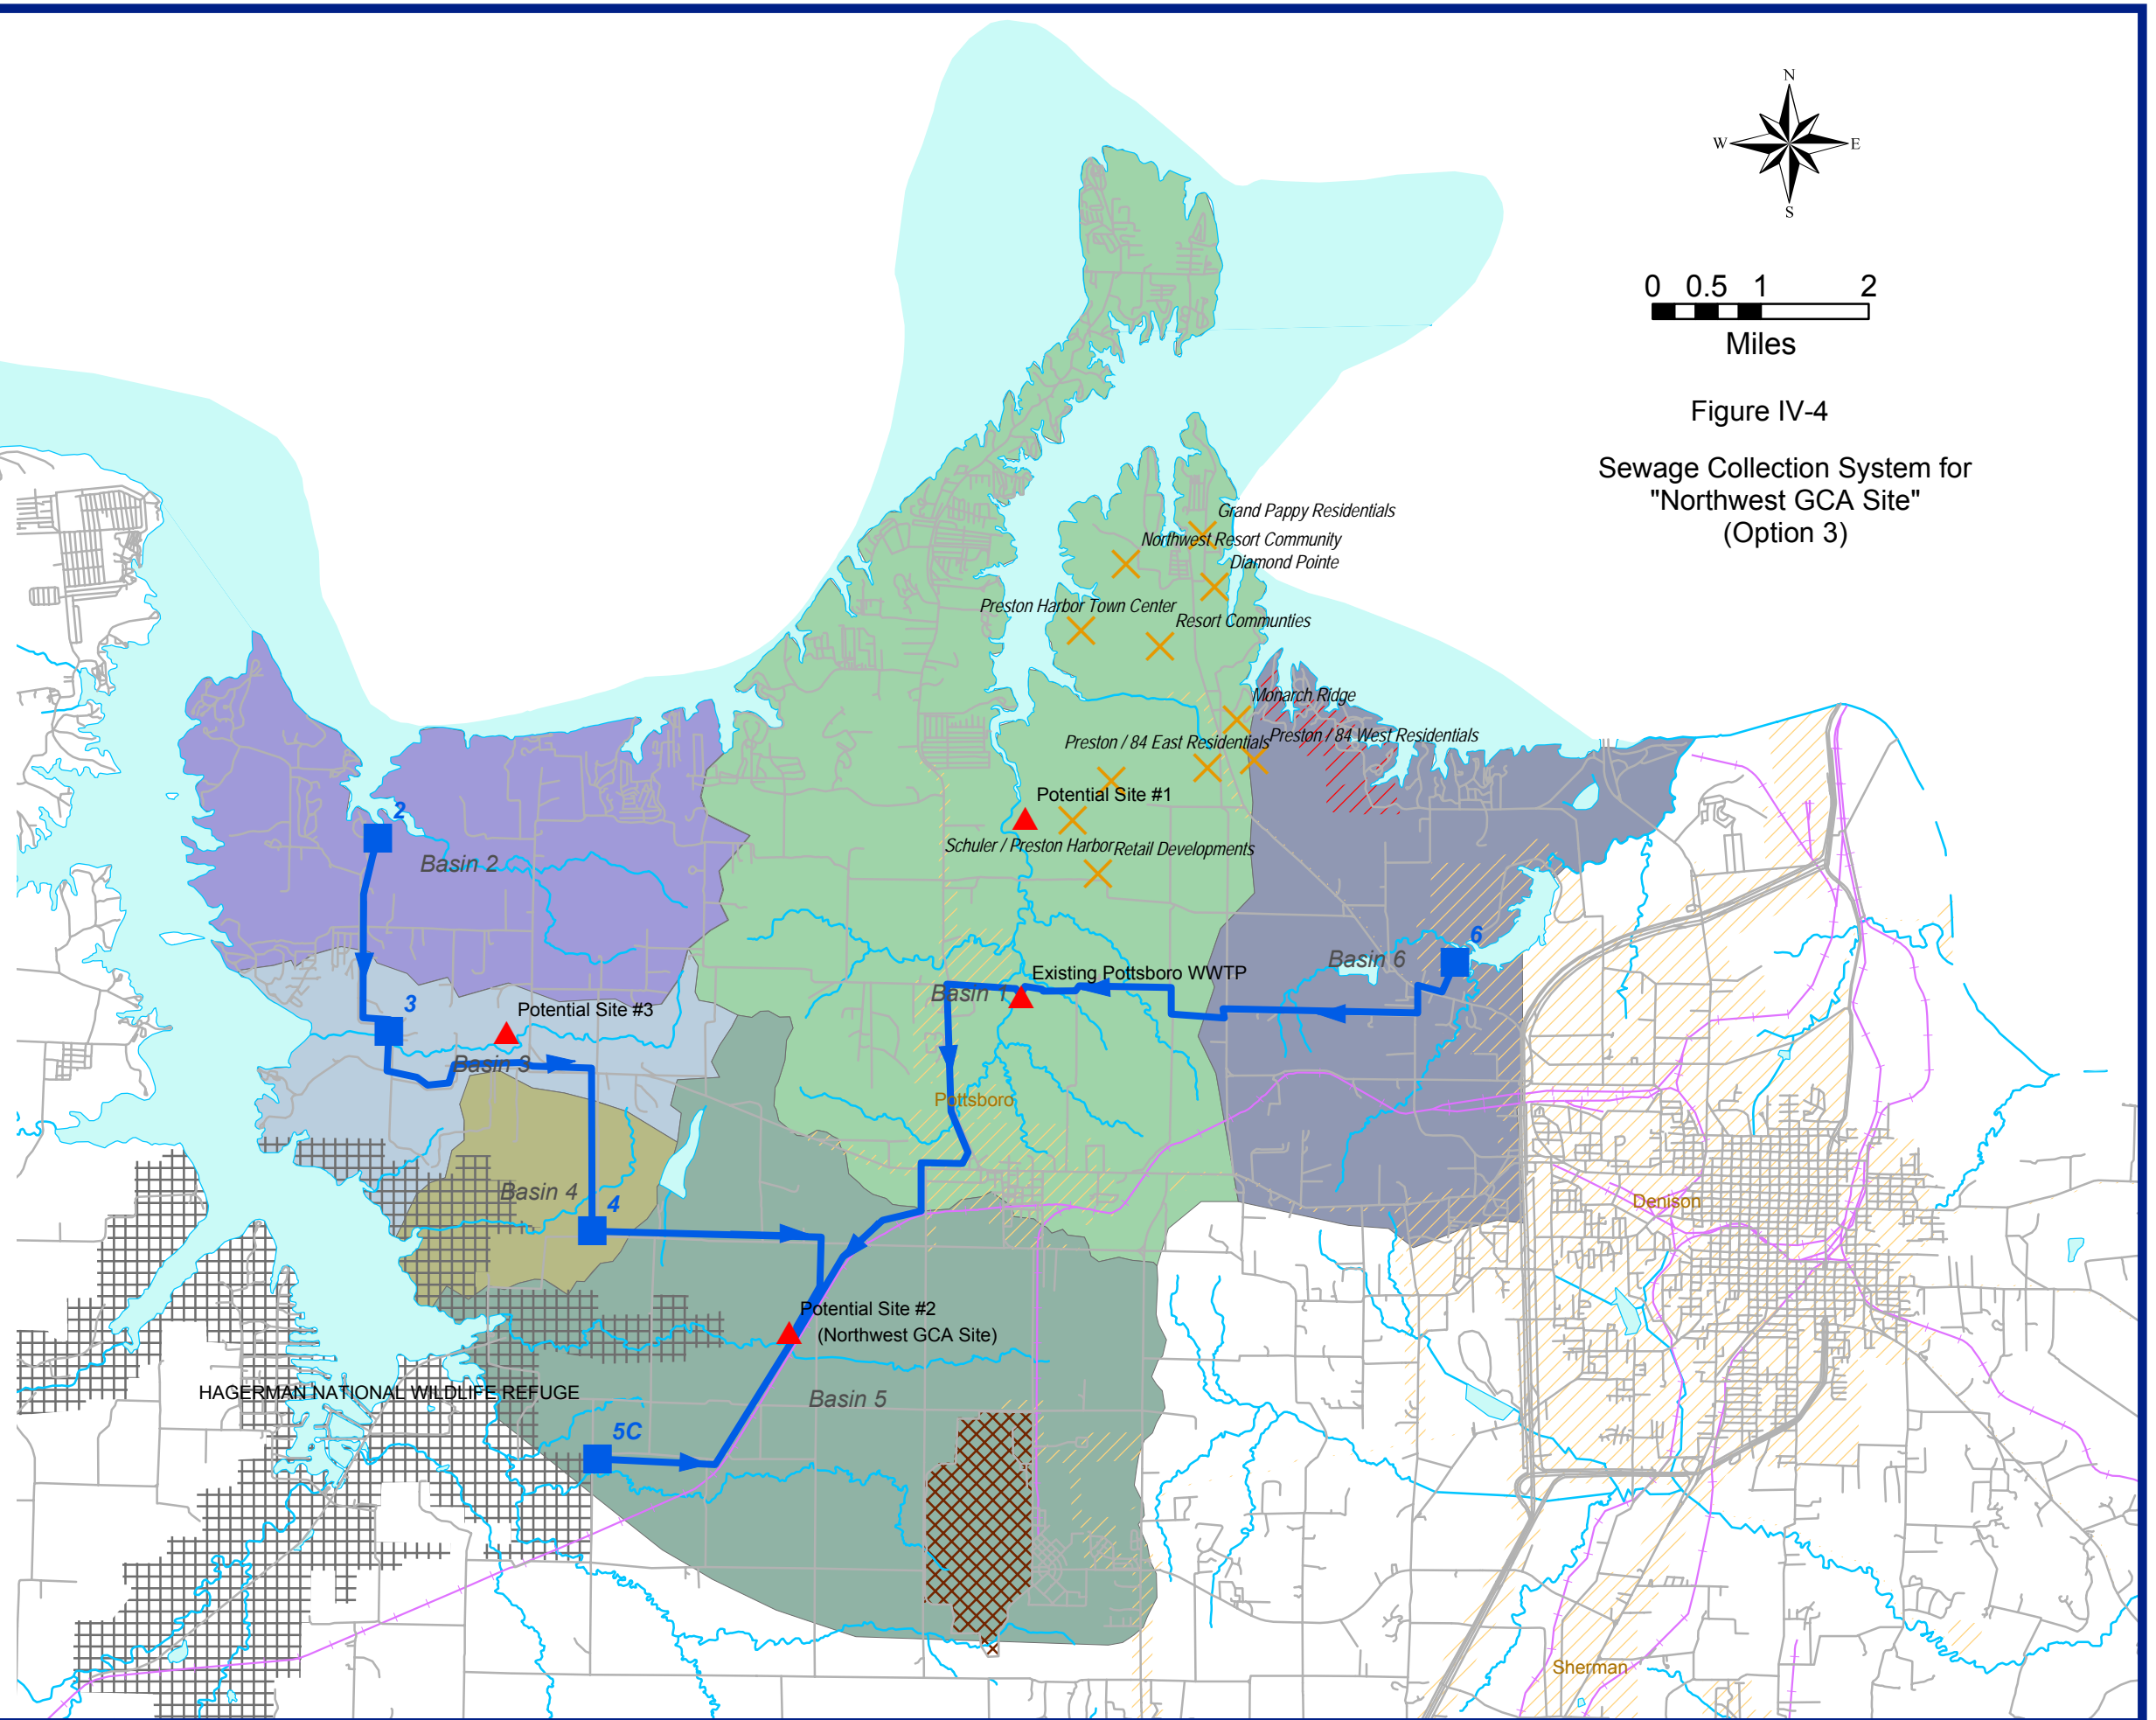 N
W E
S
0 0.5 1 2
Miles
Figure IV-4
Sewage Collection System for
"Northwest GCA Site"
(Option 3)
Grand Pappy Residentials
Northwest Resort Community
Diamond Pointe
Preston Harbor Town Center
Resort Communties
Monarch Ridge
Preston / 84 West Residentials
Preston / 84 East Residentials
Potential Site #1
2
Schuler / Preston Harbor
Retail Developments
Basin 2
6
Basin 6
Existing Pottsboro WWTP
Basin 1
3
Potential Site #3
Basin 3
Pottsboro
Basin 4
4
Denison
Potential Site #2
(Northwest GCA Site)
HAGERMAN NATIONAL WILDLIFE REFUGE
Basin 5
5C
Sherman